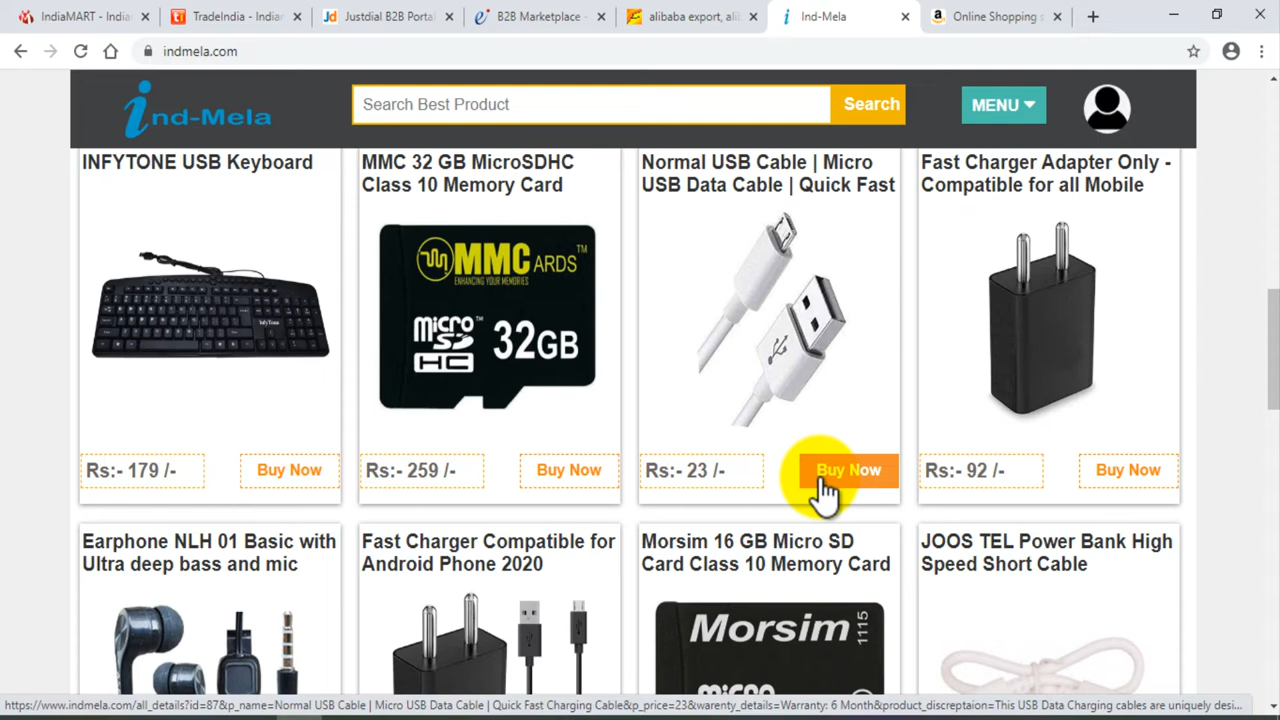 IndiaMART - Indian
TradeIndia - Indian
Justdial B2B Portal
B2B Marketplace -
alibaba export, ali
Ind-Mela
Online Shopping s
indmela.com
ind-Mela
Search Best Product
Search
MENU
INFYTONE USB Keyboard
MMC 32 GB MicroSDHC
Class 10 Memory Card
Normal USB Cable | Micro
USB Data Cable | Quick Fast
Fast Charger Adapter Only -
Compatible for all Mobile
InfyTone
MMCARDS™
ENHANCING YOUR MEMORIES
micro™
SD
HC
32GB
Rs:- 179 /-
Buy Now
Rs:- 259 /-
Buy Now
Rs:- 23 /-
Buy Now
Rs:- 92 /-
Buy Now
Earphone NLH 01 Basic with
Ultra deep bass and mic
Fast Charger Compatible for
Android Phone 2020
Morsim 16 GB Micro SD
Card Class 10 Memory Card
JOOS TEL Power Bank High
Speed Short Cable
Morsim
1115
micro
https://www.indmela.com/all_details?id=87&p_name=Normal USB Cable | Micro USB Data Cable | Quick Fast Charging Cable&p_price=23&warenty_details=Warranty: 6 Month&product_discreptaion=This USB Data Charging cables are uniquely desi...